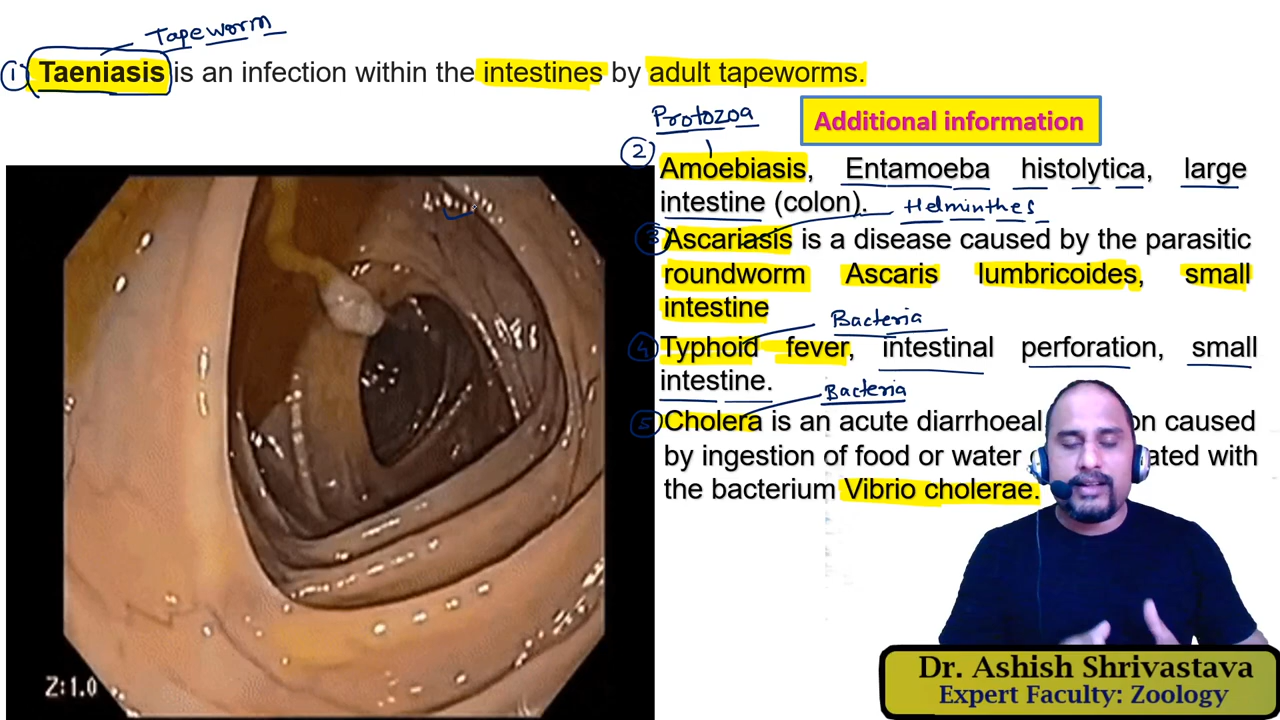 Tapeworm
1 Taeniasis is an infection within the intestines by adult tapeworms.
Protozoa
Additional information
2 Amoebiasis, Entamoeba histolytica, large
intestine (colon).
Helminthes
3 Ascariasis is a disease caused by the parasitic
roundworm Ascaris lumbricoides, small
intestine
Bacteria
4 Typhoid fever, intestinal perforation, small
intestine.
Bacteria
5 Cholera is an acute diarrhoeal caused
by ingestion of food or water with
the bacterium Vibrio cholerae.
Z:1.0
Dr. Ashish Shrivastava
Expert Faculty: Zoology